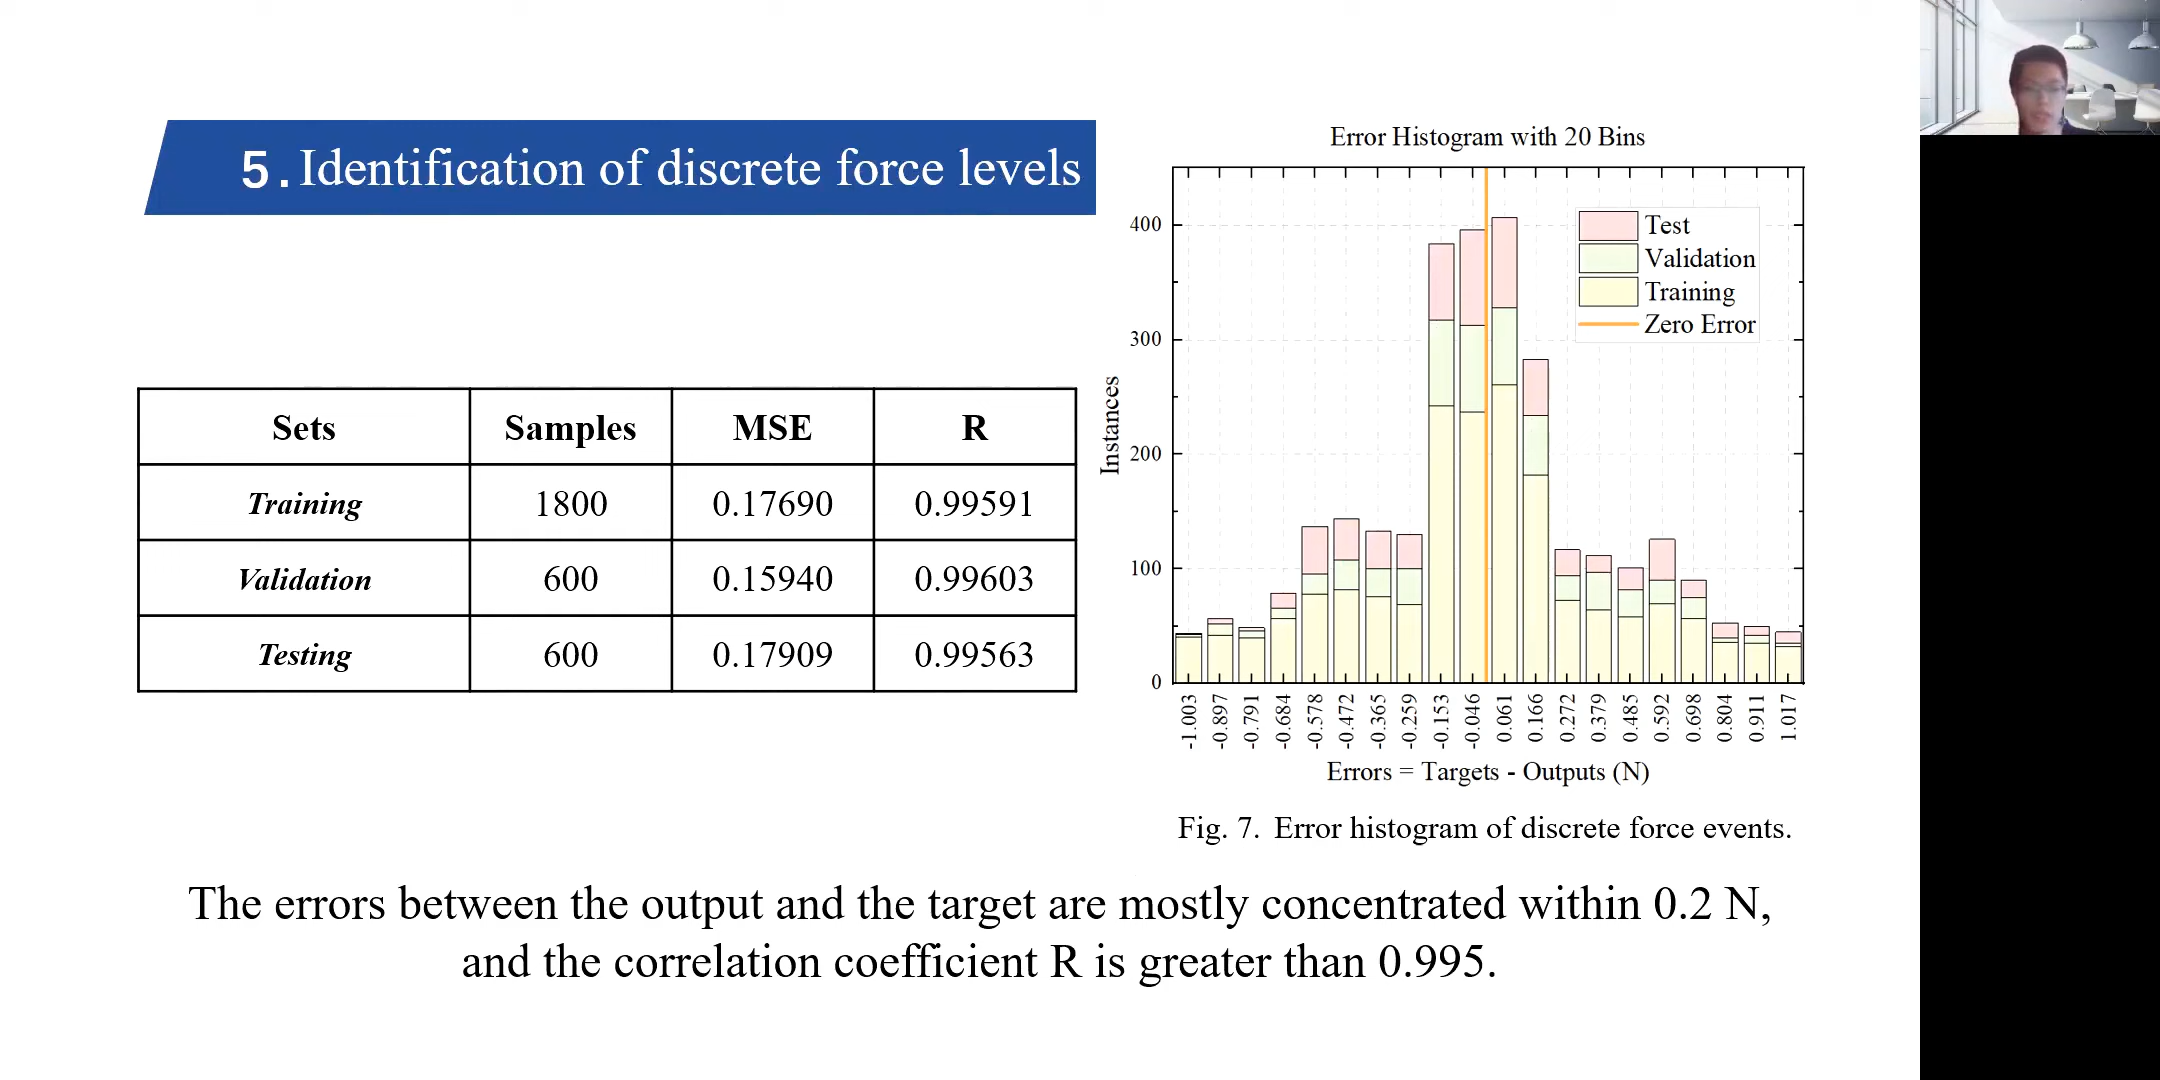 5. Identification of discrete force levels
Sets Samples MSE R
Training 1800 0.17690 0.99591
Validation 600 0.15940 0.99603
Testing 600 0.17909 0.99563
Error Histogram with 20 Bins
Test
Validation
Training
Zero Error
Instances
400
300
200
100
0
-1.003 -0.897 -0.791 -0.684 -0.578 -0.472 -0.365 -0.259 -0.153 -0.046 0.061 0.166 0.272 0.379 0.485 0.592 0.698 0.804 0.911 1.017
Errors = Targets - Outputs (N)
Fig. 7. Error histogram of discrete force events.
The errors between the output and the target are mostly concentrated within 0.2 N,
and the correlation coefficient R is greater than 0.995.